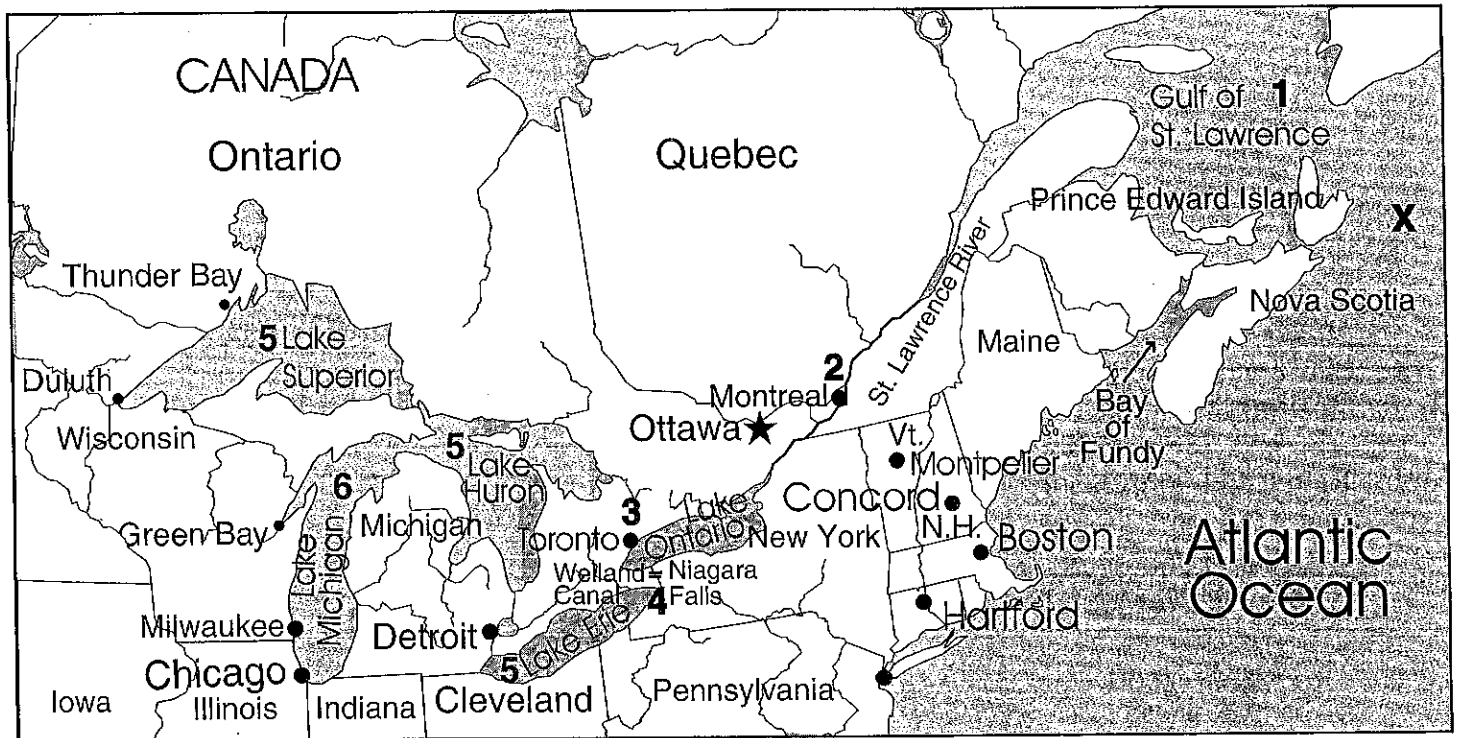 CANADA
Ontario
Quebec
Gulf of 1
St. Lawrence
Prince Edward Island
X
Thunder Bay
St. Lawrence River
Nova Scotia
5 Lake
Superior
Maine
Duluth
2
Montreal
Bay
of
Fundy
Ottawa
Wisconsin
Vt.
Montpelier
5
Lake
Huron
6
Concord
3
Lake
Ontario
Green Bay
Michigan
Toronto
New York
N.H.
Boston
Atlantic
Ocean
Lake
Michigan
Welland = Niagara
Canal 4 Falls
Hartford
Milwaukee
Detroit
Lake Erie
5
Chicago
Cleveland
Pennsylvania
Iowa
Illinois
Indiana